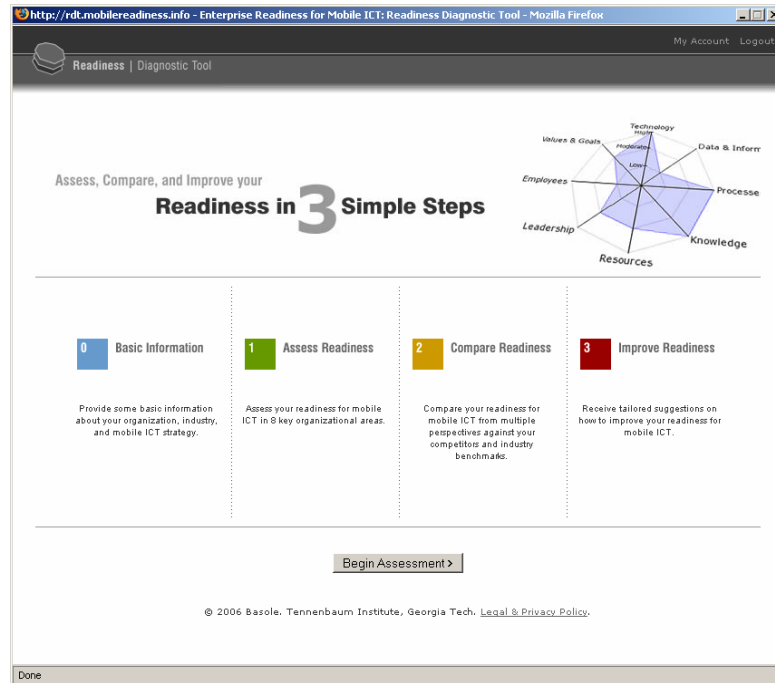 http://rdt.mobilereadiness.info - Enterprise Readiness for Mobile ICT: Readiness Diagnostic Tool - Mozilla Firefox
My Account Logout
Readiness | Diagnostic Tool
Assess, Compare, and Improve your
Readiness in 3 Simple Steps
Technology
High
Values & Goals
Moderate
Data & Inform
Low
Employees
Processe
Leadership
Knowledge
Resources
0 Basic Information
Provide some basic information
about your organization, industry,
and mobile ICT strategy.
1 Assess Readiness
Assess your readiness for mobile
ICT in 8 key organizational areas.
2 Compare Readiness
Compare your readiness for
mobile ICT from multiple
perspectives against your
competitors and industry
benchmarks.
3 Improve Readiness
Receive tailored suggestions on
how to improve your readiness for
mobile ICT.
Begin Assessment >
© 2006 Basole. Tennenbaum Institute, Georgia Tech. Legal & Privacy Policy.
Done